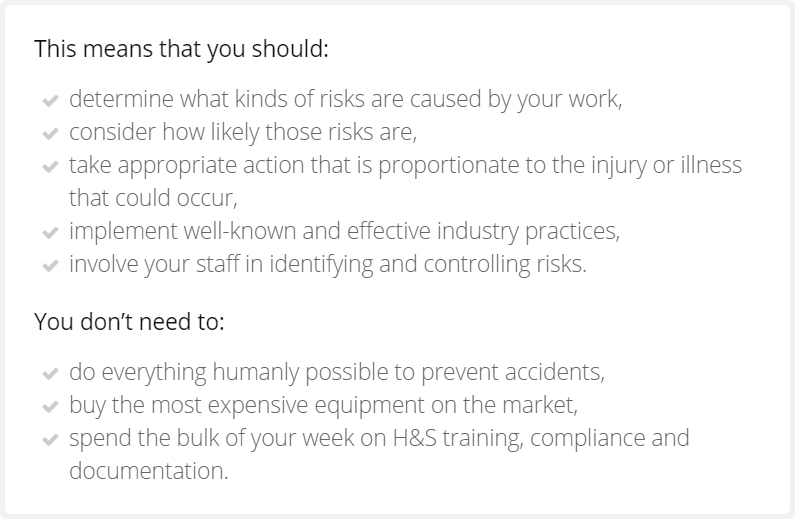 This means that you should:
determine what kinds of risks are caused by your work,
consider how likely those risks are,
take appropriate action that is proportionate to the injury or illness
that could occur,
implement well-known and effective industry practices,
involve your staff in identifying and controlling risks.
You don’t need to:
do everything humanly possible to prevent accidents,
buy the most expensive equipment on the market,
spend the bulk of your week on H&S training, compliance and
documentation.